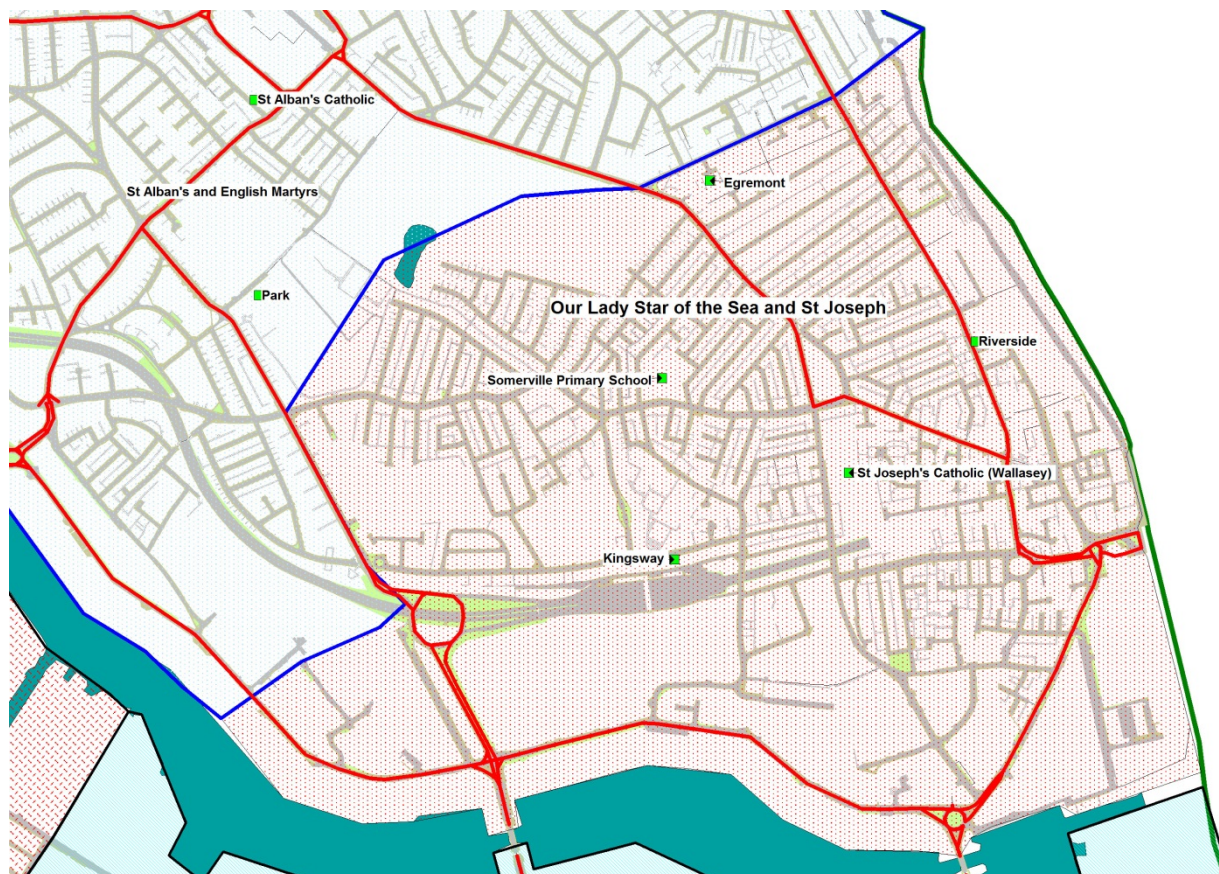 St Alban's Catholic
Egremont
St Alban's and English Martyrs
Park
Our Lady Star of the Sea and St Joseph
Riverside
Somerville Primary School
St Joseph's Catholic (Wallasey)
Kingsway